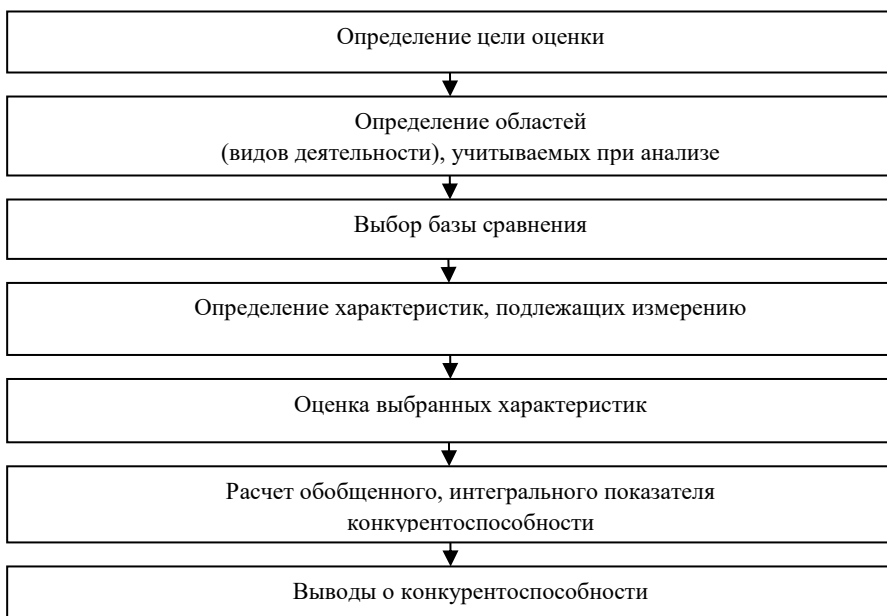 Определение цели оценки
Определение областей
(видов деятельности), учитываемых при анализе
Выбор базы сравнения
Определение характеристик, подлежащих измерению
Оценка выбранных характеристик
Расчет обобщенного, интегрального показателя
конкурентоспособности
Выводы о конкурентоспособности